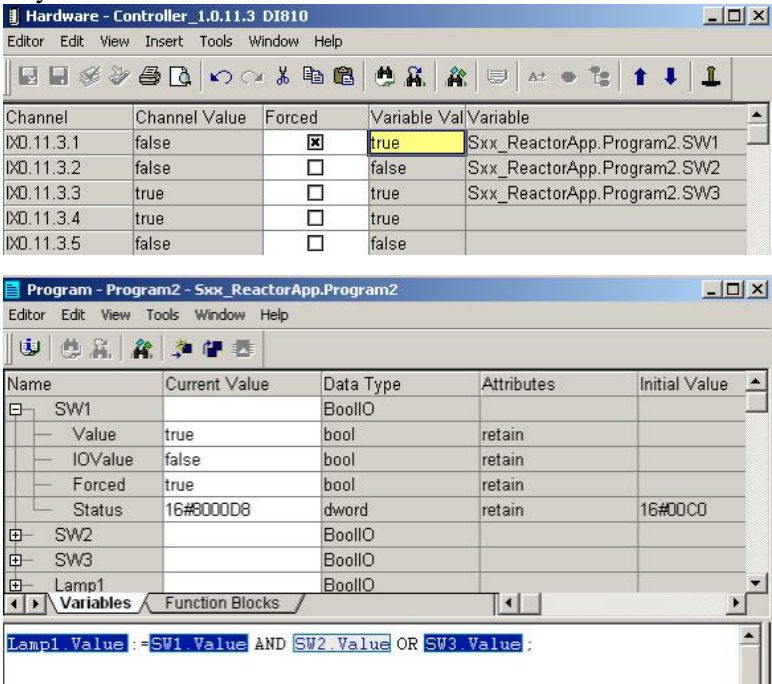 Hardware - Controller_1.0.11.3 DI810
Editor Edit View Insert Tools Window Help
Channel Channel Value Forced Variable Val Variable
IX0.11.3.1 false true Sxx_ReactorApp.Program2.SW1
IX0.11.3.2 false false Sxx_ReactorApp.Program2.SW2
IX0.11.3.3 true true Sxx_ReactorApp.Program2.SW3
IX0.11.3.4 true true
IX0.11.3.5 false false
Program - Program2 - Sxx_ReactorApp.Program2
Editor Edit View Tools Window Help
Name Current Value Data Type Attributes Initial Value
SW1 BoolIO
Value true bool retain
IOValue false bool retain
Forced true bool retain
Status 16#8000D8 dword retain 16#00C0
SW2 BoolIO
SW3 BoolIO
Lamp1 BoolIO
Variables Function Blocks
Lamp1.Value:=SW1.Value AND SW2.Value OR SW3.Value;